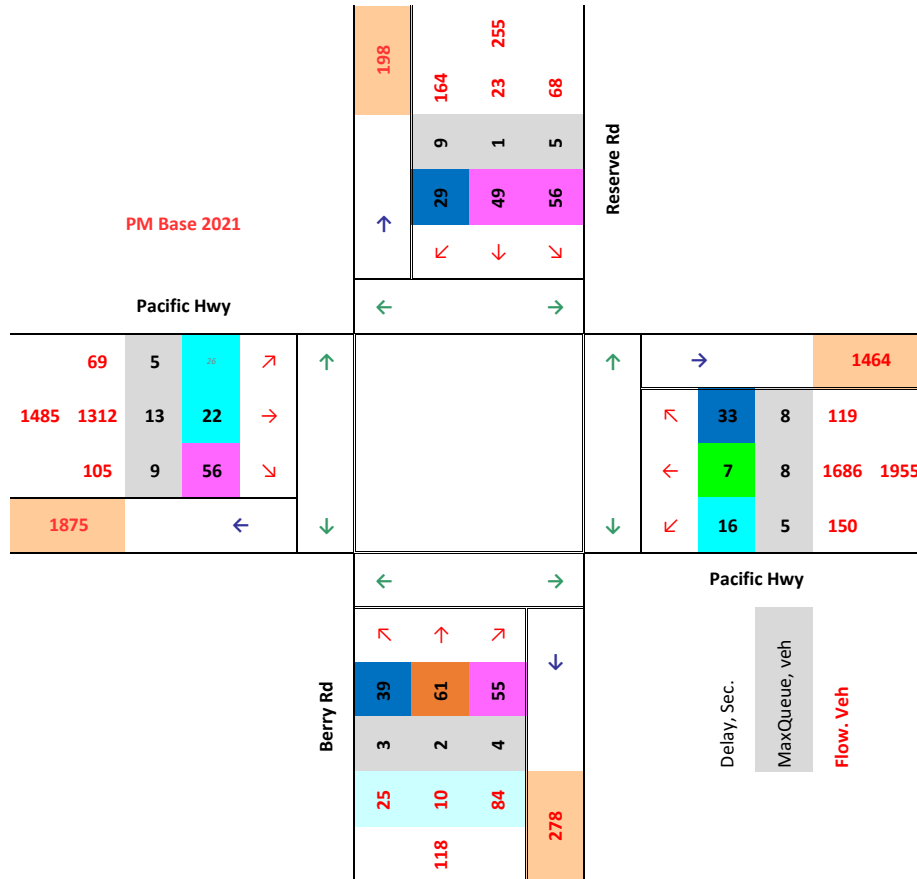 198
255
164 23 68
9 1 5
29 49 56
Reserve Rd
PM Base 2021
Pacific Hwy
69 5 26
1485 1312 13 22
105 9 56
1875
1464
33 8 119
7 8 1686 1955
16 5 150
Pacific Hwy
Berry Rd
39 61 55
3 2 4
25 10 84
118
278
Delay, Sec.
MaxQueue, veh
Flow. Veh